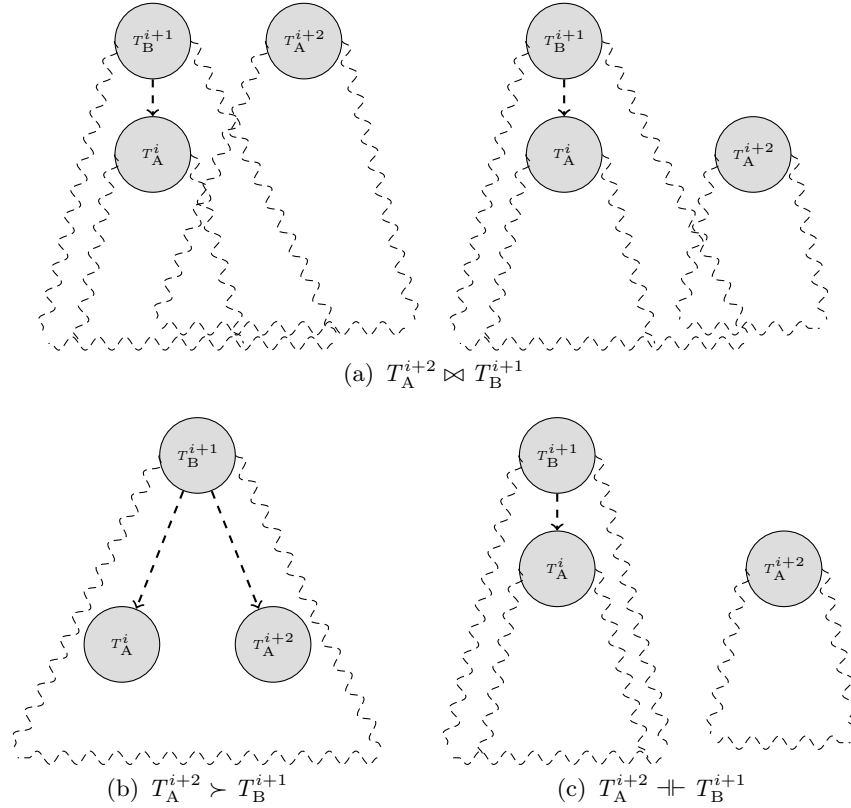 T_B^{i+1} T_A^{i+2} T_B^{i+1}
T_A^i T_A^i T_A^{i+2}
(a) T_A^{i+2} ⋈ T_B^{i+1}
T_B^{i+1} T_B^{i+1}
T_A^i T_A^{i+2}
T_A^i T_A^{i+2}
(b) T_A^{i+2} ≻ T_B^{i+1} (c) T_A^{i+2} ⫲ T_B^{i+1}